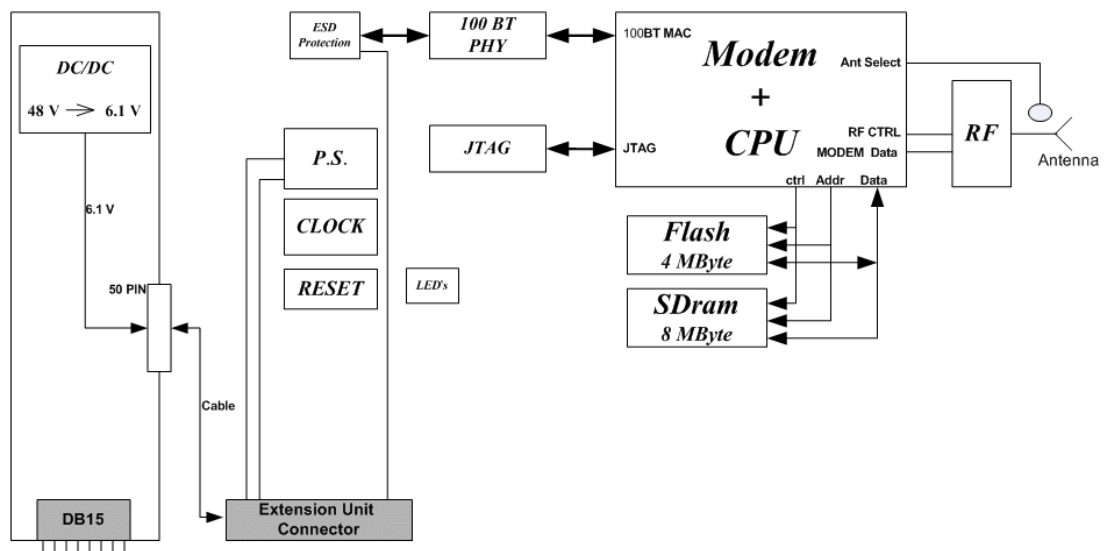 DC/DC
48 V → 6.1 V
6.1 V
50 PIN
Cable
DB15
ESD
Protection
100 BT
PHY
P.S.
CLOCK
RESET
LED's
JTAG
Extension Unit
Connector
100BT MAC
Modem
+
CPU
Ant Select
RF CTRL
MODEM Data
JTAG
ctrl Addr Data
RF
Antenna
Flash
4 MByte
SDram
8 MByte